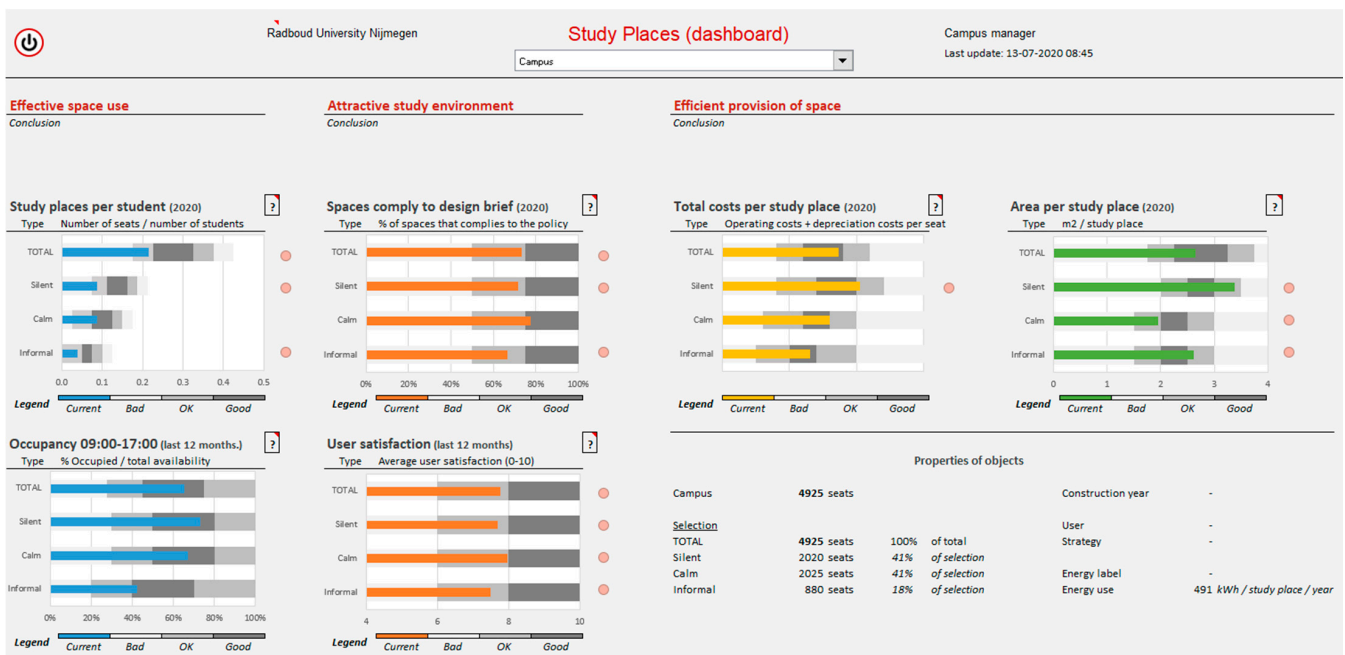 Radboud University Nijmegen
Study Places (dashboard)
Campus manager
Campus
Last update: 13-07-2020 08:45
Effective space use
Conclusion
Attractive study environment
Conclusion
Efficient provision of space
Conclusion
Study places per student (2020)
?
Type Number of seats / number of students
TOTAL
Silent
Calm
Informal
0.0 0.1 0.2 0.3 0.4 0.5
Legend Current Bad OK Good
Spaces comply to design brief (2020)
?
Type % of spaces that complies to the policy
TOTAL
Silent
Calm
Informal
0% 20% 40% 60% 80% 100%
Legend Current Bad OK Good
Total costs per study place (2020)
?
Type Operating costs + depreciation costs per seat
TOTAL
Silent
Calm
Informal
Legend Current Bad OK Good
Area per study place (2020)
?
Type m2 / study place
TOTAL
Silent
Calm
Informal
0 1 2 3 4
Legend Current Bad OK Good
Occupancy 09:00-17:00 (last 12 months.)
?
Type % Occupied / total availability
TOTAL
Silent
Calm
Informal
0% 20% 40% 60% 80% 100%
Legend Current Bad OK Good
User satisfaction (last 12 months)
?
Type Average user satisfaction (0-10)
TOTAL
Silent
Calm
Informal
4 6 8 10
Legend Current Bad OK Good
Properties of objects
Campus 4925 seats Construction year -
Selection User -
TOTAL 4925 seats 100% of total Strategy -
Silent 2020 seats 41% of selection
Calm 2025 seats 41% of selection Energy label -
Informal 880 seats 18% of selection Energy use 491 kWh / study place / year